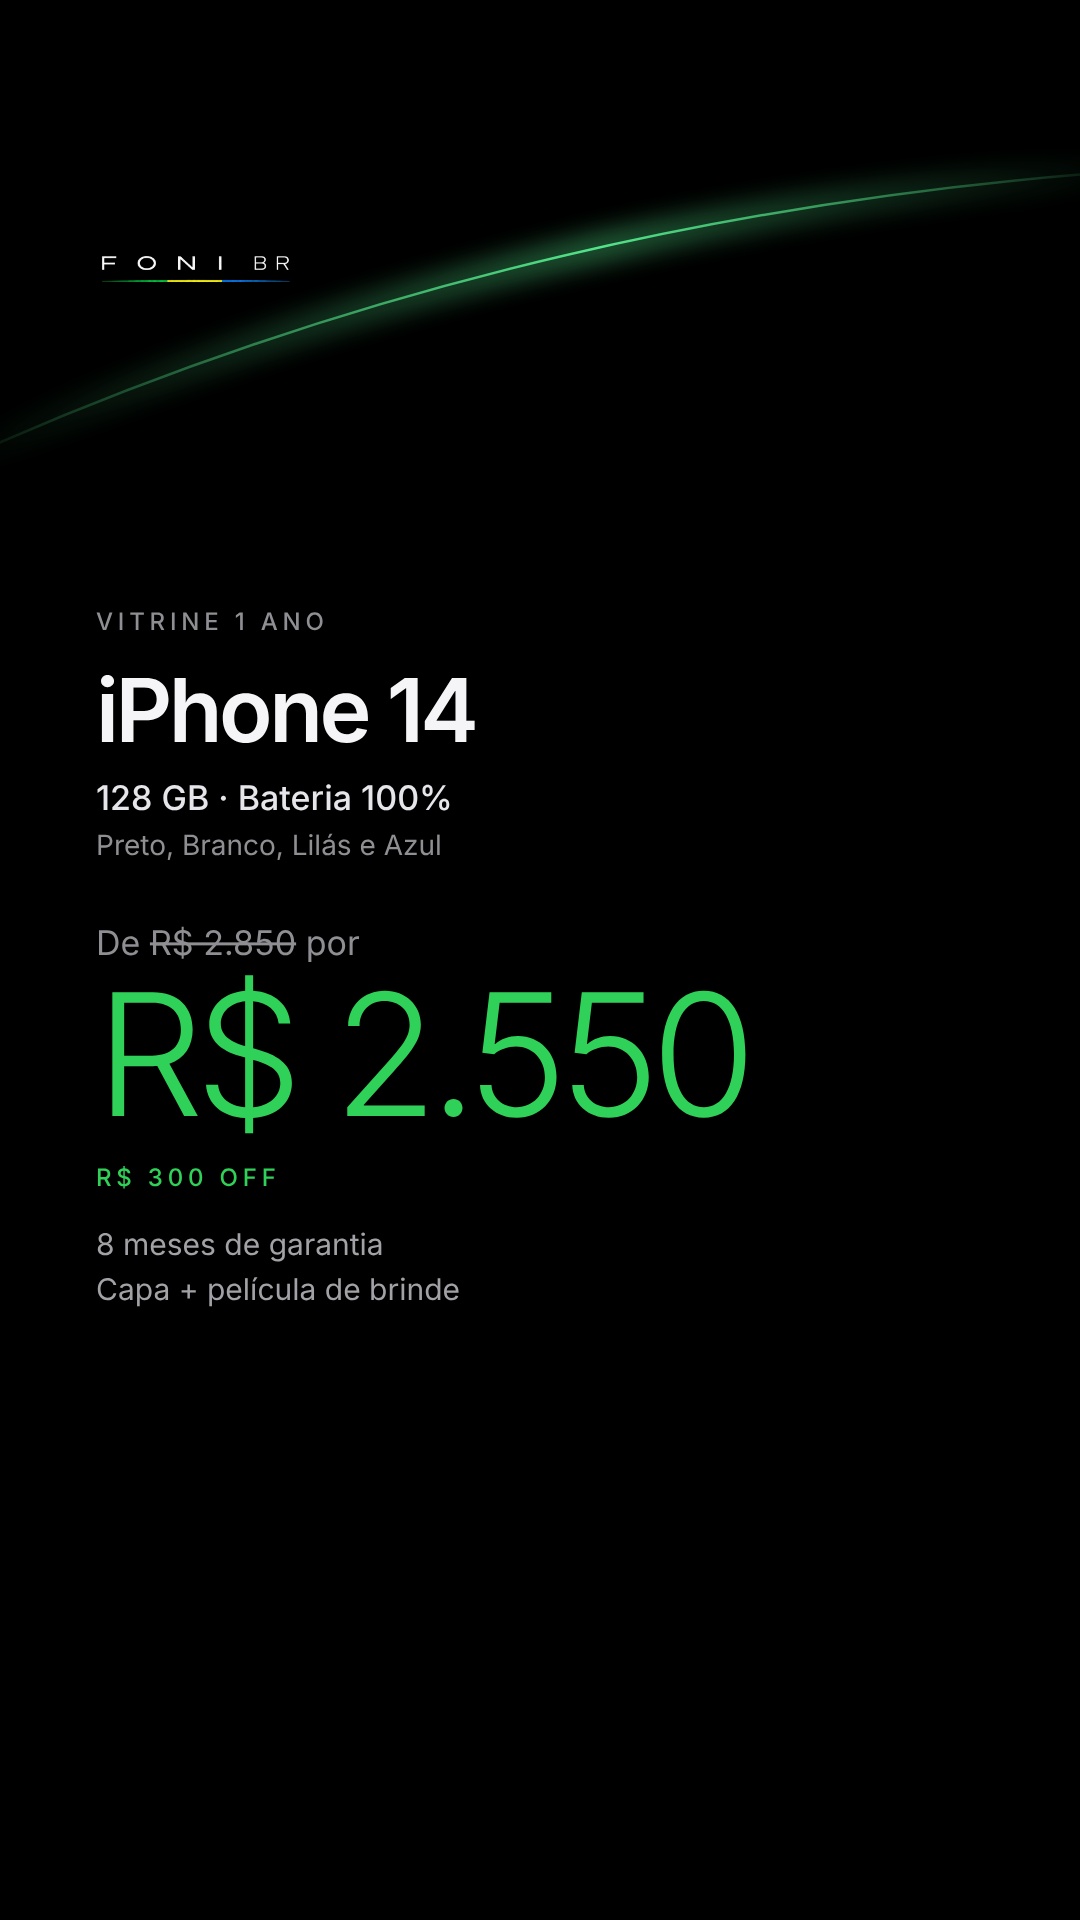 FONI BR
VITRINE 1 ANO
iPhone 14
128 GB · Bateria 100%
Preto, Branco, Lilás e Azul
De R$ 2.850 por
R$ 2.550
R$ 300 OFF
8 meses de garantia
Capa + película de brinde